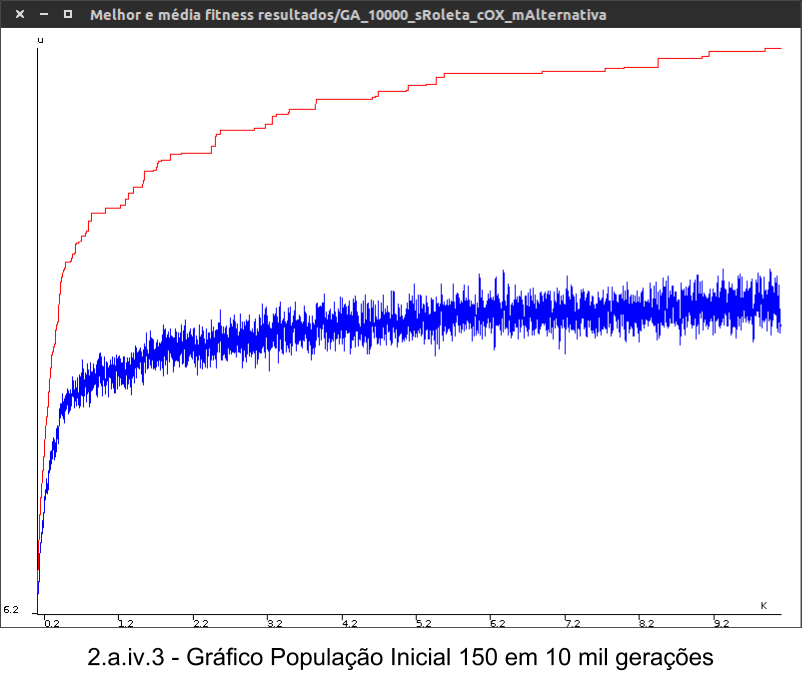 Melhor e média fitness resultados/GA_10000_sRoleta_cOX_mAlternativa
u
6.2
K
0.2 1.2 2.2 3.2 4.2 5.2 6.2 7.2 8.2 9.2
2.a.iv.3 - Gráfico População Inicial 150 em 10 mil gerações